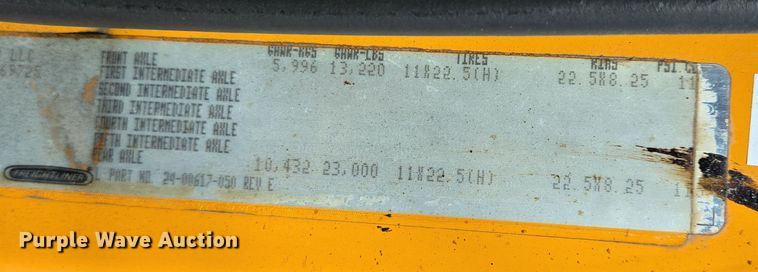 GAWR-KGS GAWR-LBS TIRES RIMS
FRONT AXLE 5,996 13,220 11R22.5(H) 22.5X8.25 11
FIRST INTERMEDIATE AXLE
SECOND INTERMEDIATE AXLE
THIRD INTERMEDIATE AXLE
FOURTH INTERMEDIATE AXLE
FIFTH INTERMEDIATE AXLE
REAR AXLE 10,432 23,000 11R22.5(H) 22.5X8.25 11
PART NO. 24-00617-050 REV E
FREIGHTLINER
Purple Wave Auction